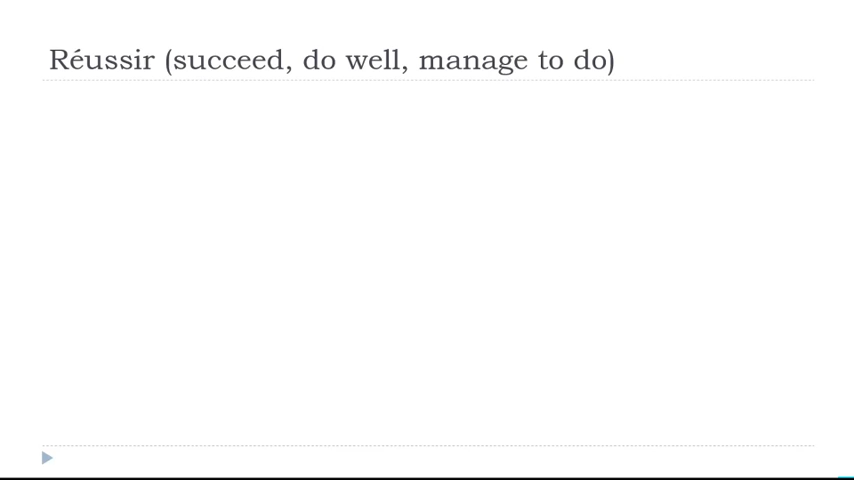 Réussir (succeed, do well, manage to do)